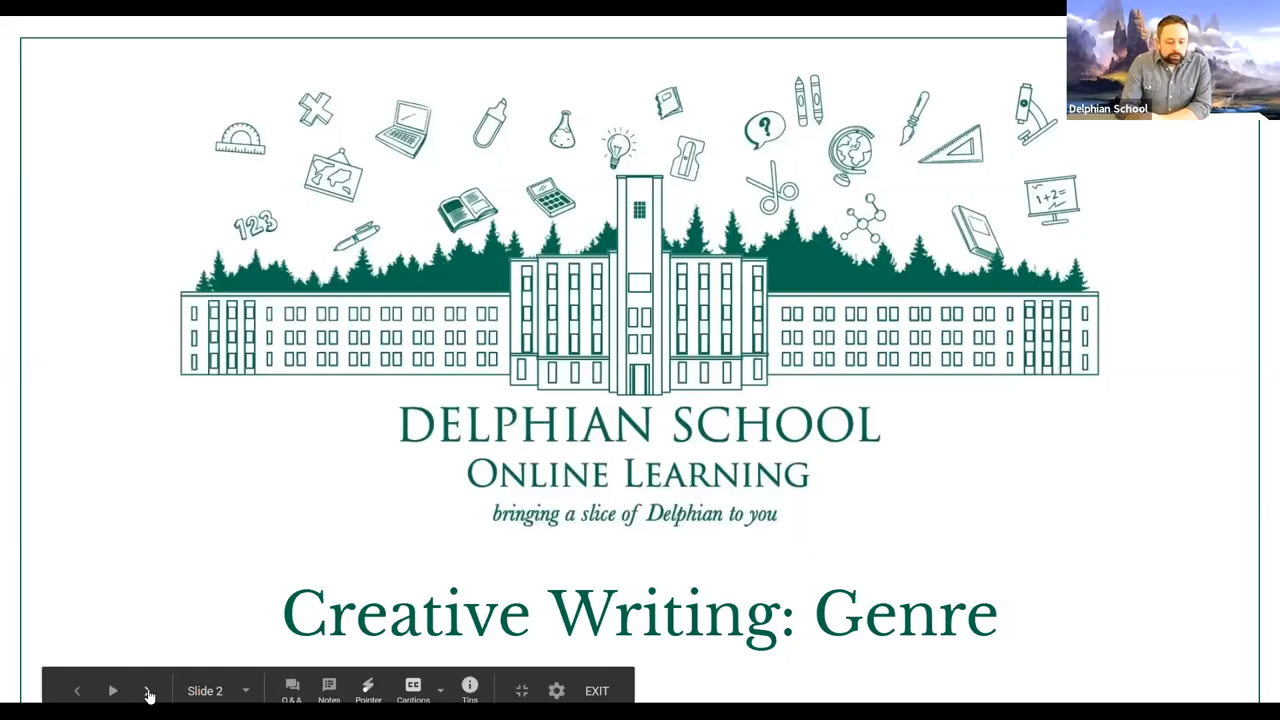 Delphian School
?
1+2=
123
DELPHIAN SCHOOL
ONLINE LEARNING
bringing a slice of Delphian to you
Creative Writing: Genre
Slide 2
Q & A
Notes
Pointer
CC
Captions
Tips
EXIT